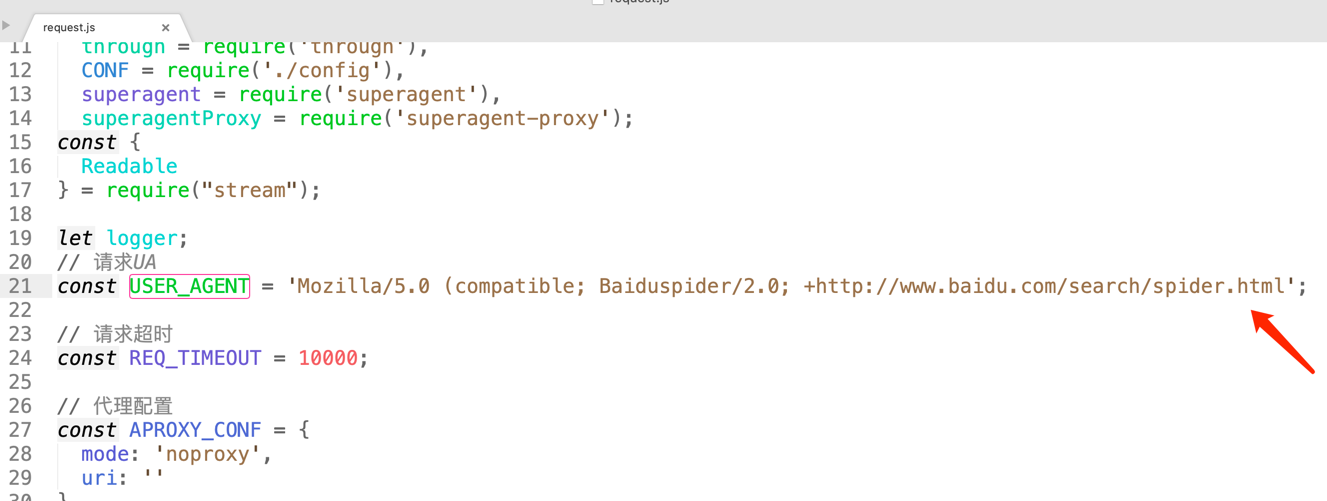 request.js
request.js
11 through = require('through'),
12 CONF = require('./config'),
13 superagent = require('superagent'),
14 superagentProxy = require('superagent-proxy');
15 const {
16 Readable
17 } = require("stream");
18
19 let logger;
20 // 请求UA
21 const USER_AGENT = 'Mozilla/5.0 (compatible; Baiduspider/2.0; +http://www.baidu.com/search/spider.html';
22
23 // 请求超时
24 const REQ_TIMEOUT = 10000;
25
26 // 代理配置
27 const APROXY_CONF = {
28 mode: 'noproxy',
29 uri: ''
30 }